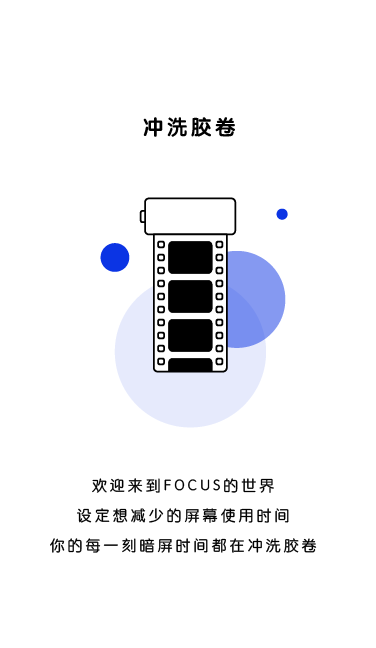 冲洗胶卷
欢迎来到FOCUS的世界
设定想减少的屏幕使用时间
你的每一刻暗屏时间都在冲洗胶卷